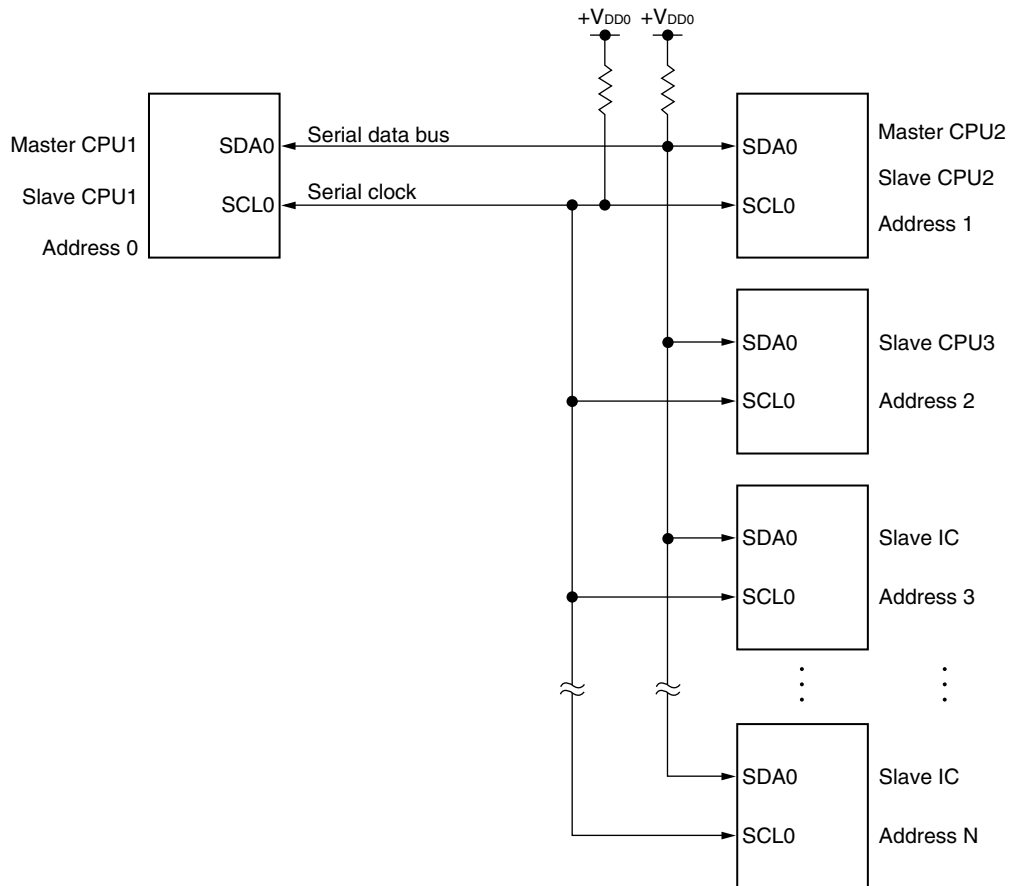 +VDD0 +VDD0
Master CPU1
Slave CPU1
Address 0
SDA0
SCL0
Serial data bus
Serial clock
SDA0
SCL0
Master CPU2
Slave CPU2
Address 1
SDA0
SCL0
Slave CPU3
Address 2
SDA0
SCL0
Slave IC
Address 3
SDA0
SCL0
Slave IC
Address N